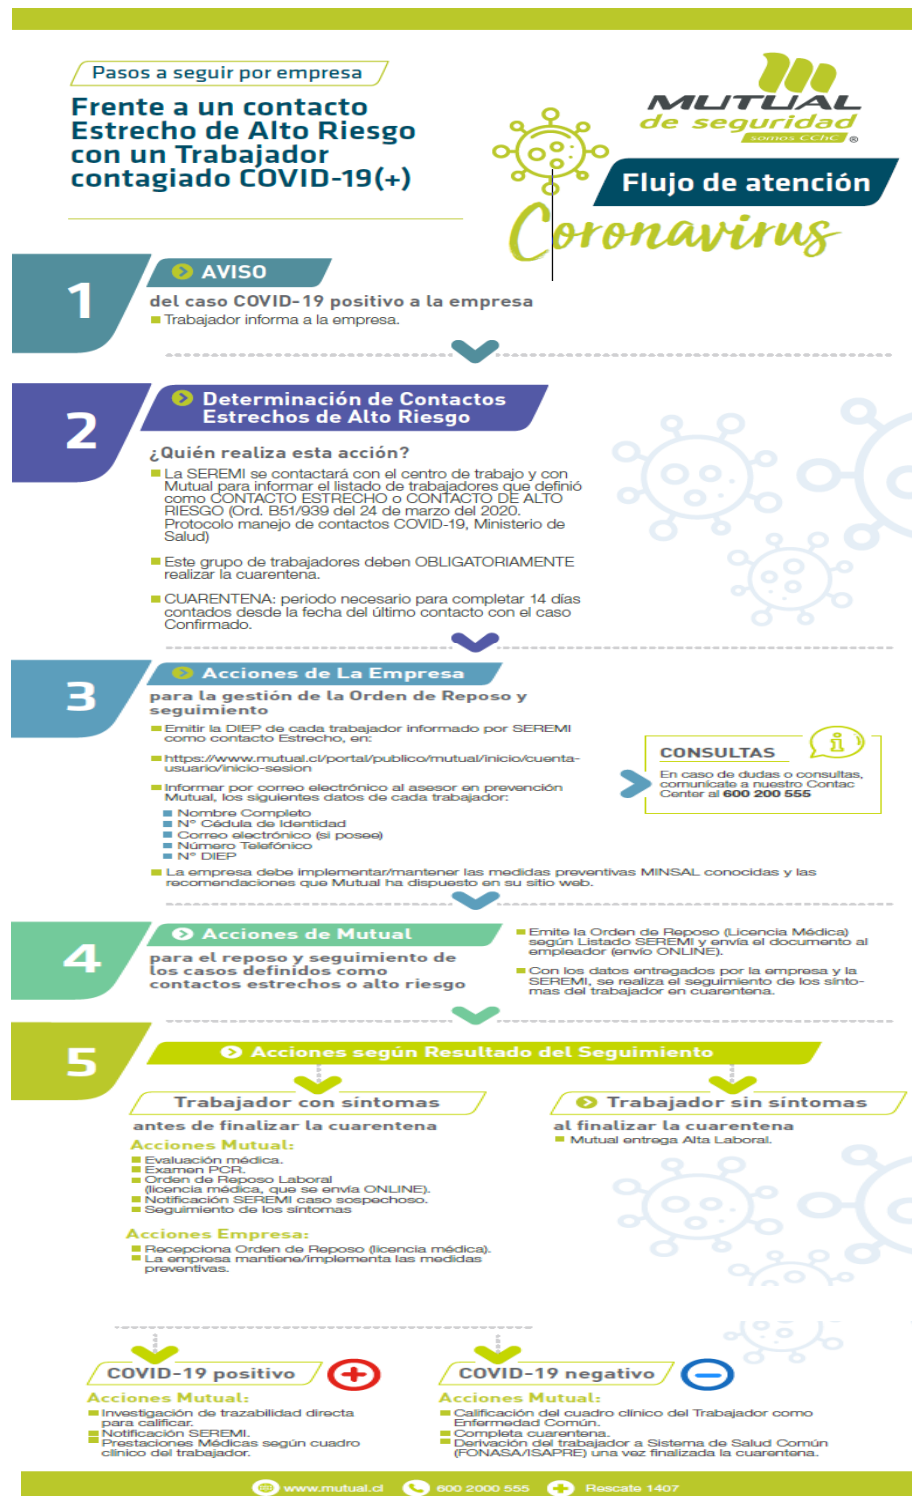 Pasos a seguir por empresa
Frente a un contacto
Estrecho de Alto Riesgo
con un Trabajador
contagiado COVID-19(+)
MUTUAL
de seguridad
somos CChC ®
Flujo de atención
Coronavirus
1
AVISO
del caso COVID-19 positivo a la empresa
Trabajador informa a la empresa.
2
Determinación de Contactos
Estrechos de Alto Riesgo
¿Quién realiza esta acción?
La SEREMI se contactará con el centro de trabajo y con
Mutual para informar el listado de trabajadores que definió
como CONTACTO ESTRECHO o CONTACTO DE ALTO
RIESGO (Ord. B51/939 del 24 de marzo del 2020.
Protocolo manejo de contactos COVID-19, Ministerio de
Salud)
Este grupo de trabajadores deben OBLIGATORIAMENTE
realizar la cuarentena.
CUARENTENA: periodo necesario para completar 14 días
contados desde la fecha del último contacto con el caso
Confirmado.
3
Acciones de La Empresa
para la gestión de la Orden de Reposo y
seguimiento
Emitir la DIEP de cada trabajador informado por SEREMI
como contacto Estrecho, en:
https://www.mutual.cl/portal/publico/mutual/inicio/cuenta-
usuario/inicio-sesion
Informar por correo electrónico al asesor en prevención
Mutual, los siguientes datos de cada trabajador:
Nombre Completo
N° Cédula de Identidad
Correo electrónico (si posee)
Número Telefónico
N° DIEP
La empresa debe implementar/mantener las medidas preventivas MINSAL conocidas y las
recomendaciones que Mutual ha dispuesto en su sitio web.
CONSULTAS
En caso de dudas o consultas,
comunícate a nuestro Contac
Center al 600 200 555
4
Acciones de Mutual
para el reposo y seguimiento de
los casos definidos como
contactos estrechos o alto riesgo
Emite la Orden de Reposo (Licencia Médica)
según Listado SEREMI y envía el documento al
empleador (envío ONLINE).
Con los datos entregados por la empresa y la
SEREMI, se realiza el seguimiento de los sínto-
mas del trabajador en cuarentena.
5
Acciones según Resultado del Seguimiento
Trabajador con síntomas
antes de finalizar la cuarentena
Acciones Mutual:
Evaluación médica.
Examen PCR.
Orden de Reposo Laboral
(licencia médica, que se envía ONLINE).
Notificación SEREMI caso sospechoso.
Seguimiento de los síntomas
Acciones Empresa:
Recepciona Orden de Reposo (licencia médica).
La empresa mantiene/implementa las medidas
preventivas.
Trabajador sin síntomas
al finalizar la cuarentena
Mutual entrega Alta Laboral.
COVID-19 positivo
Acciones Mutual:
Investigación de trazabilidad directa
para calificar.
Notificación SEREMI.
Prestaciones Médicas según cuadro
clínico del trabajador.
COVID-19 negativo
Acciones Mutual:
Calificación del cuadro clínico del Trabajador como
Enfermedad Común.
Completa cuarentena.
Derivación del trabajador a Sistema de Salud Común
(FONASA/ISAPRE) una vez finalizada la cuarentena.
www.mutual.cl 600 2000 555 Rescate 1407